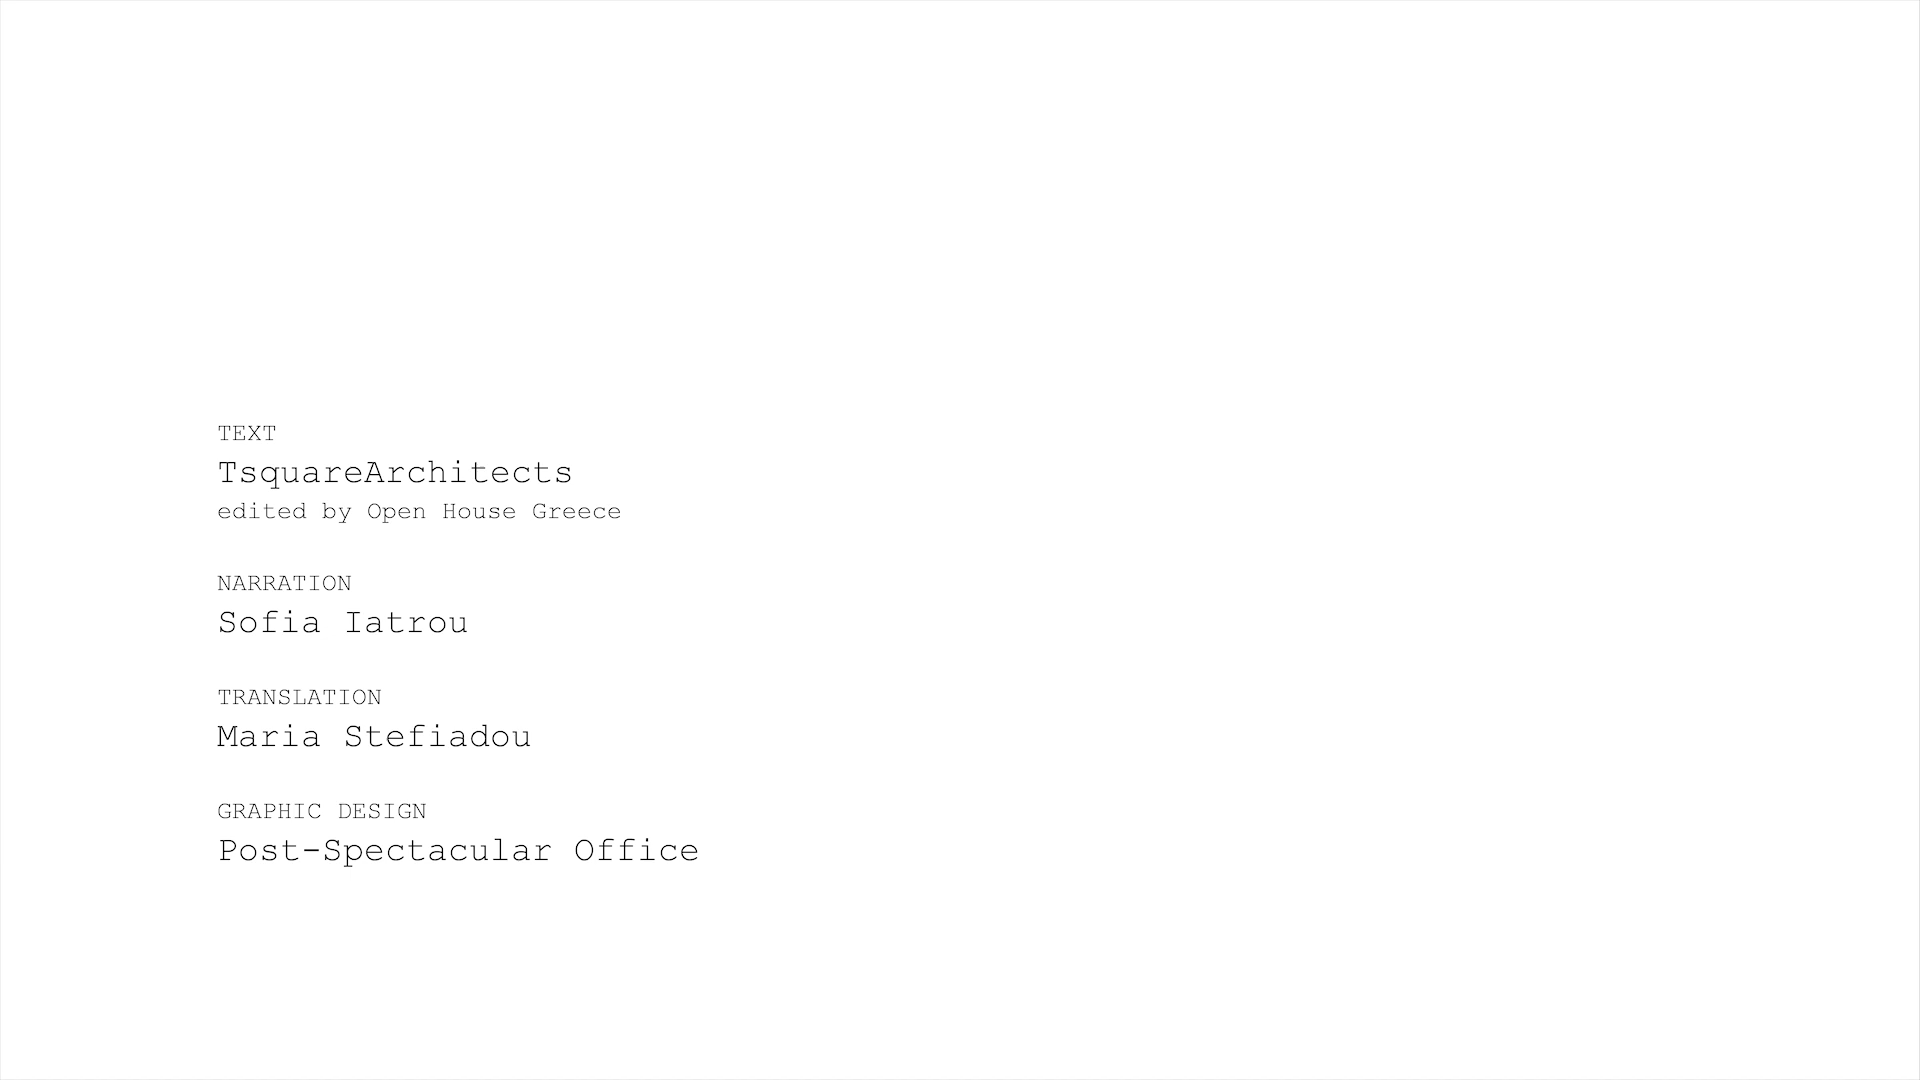 TEXT
TsquareArchitects
edited by Open House Greece
NARRATION
Sofia Iatrou
TRANSLATION
Maria Stefiadou
GRAPHIC DESIGN
Post-Spectacular Office